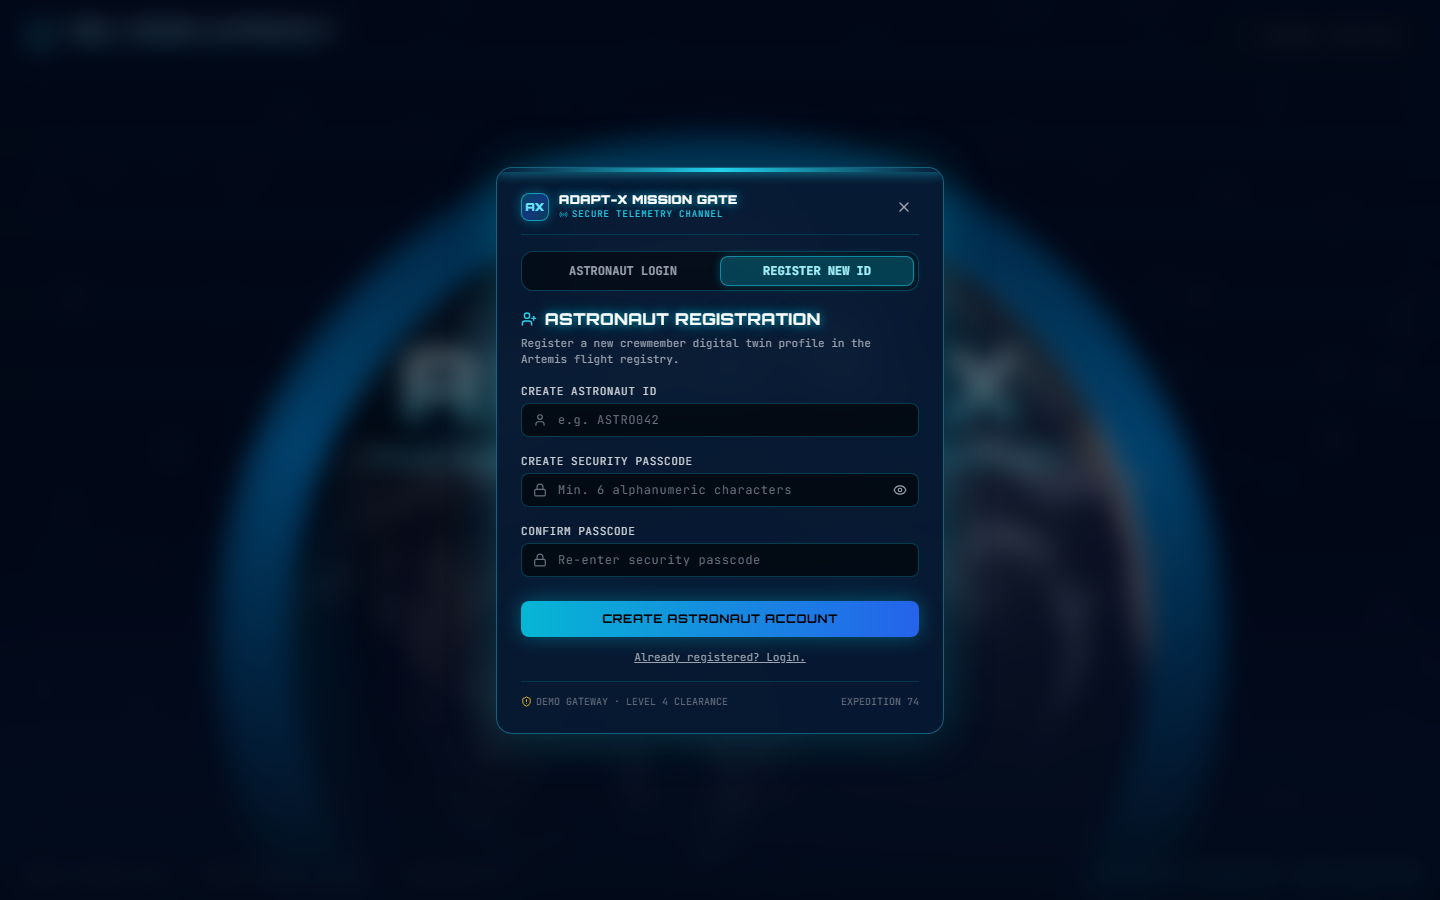 AX
ADAPT-X MISSION GATE
SECURE TELEMETRY CHANNEL
ASTRONAUT LOGIN
REGISTER NEW ID
ASTRONAUT REGISTRATION
Register a new crewmember digital twin profile in the
Artemis flight registry.
CREATE ASTRONAUT ID
e.g. ASTRO042
CREATE SECURITY PASSCODE
Min. 6 alphanumeric characters
CONFIRM PASSCODE
Re-enter security passcode
CREATE ASTRONAUT ACCOUNT
Already registered? Login.
DEMO GATEWAY · LEVEL 4 CLEARANCE
EXPEDITION 74